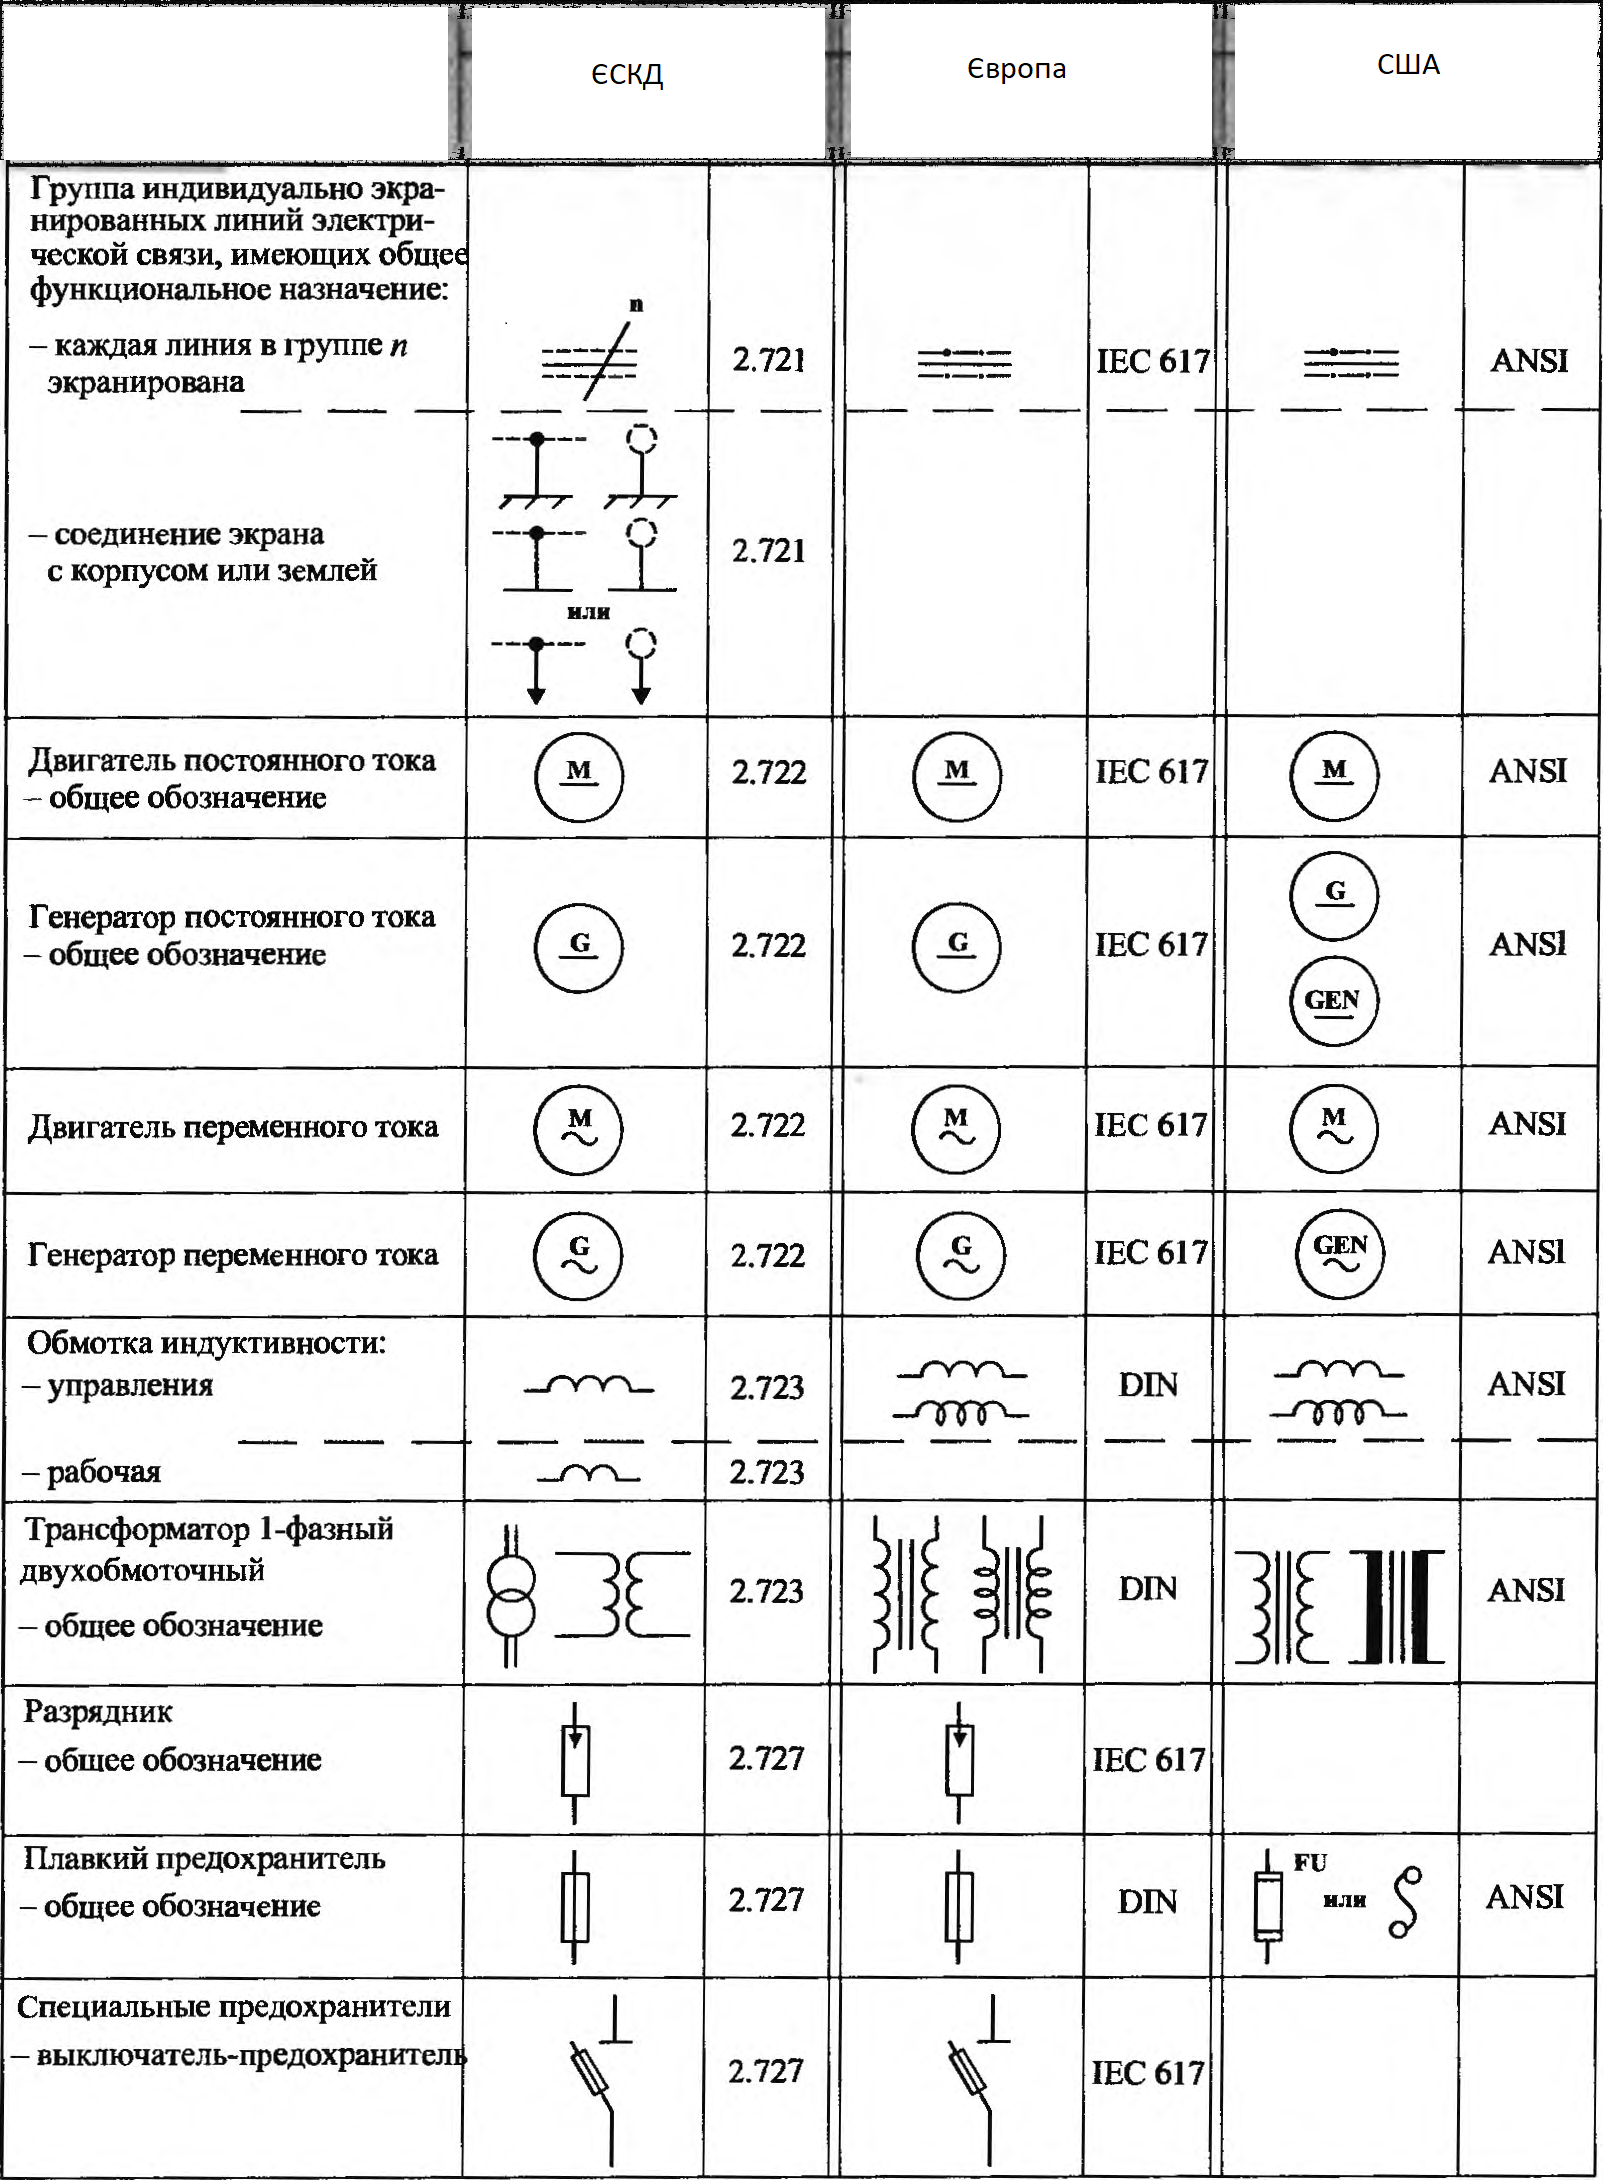 ЄСКД Європа США
Группа индивидуально экра-
нированных линий электри-
ческой связи, имеющих общее
функциональное назначение:
– каждая линия в группе n
экранирована
n
2.721 IEC 617 ANSI
– соединение экрана
с корпусом или землей
или
2.721
Двигатель постоянного тока
– общее обозначение
M 2.722 M IEC 617 M ANSI
Генератор постоянного тока
– общее обозначение
G 2.722 G IEC 617 G ANSI
GEN
Двигатель переменного тока M 2.722 M IEC 617 M ANSI
Генератор переменного тока G 2.722 G IEC 617 GEN ANSI
Обмотка индуктивности:
– управления 2.723 DIN ANSI
– рабочая 2.723
Трансформатор 1-фазный
двухобмоточный
– общее обозначение
2.723 DIN ANSI
Разрядник
– общее обозначение 2.727 IEC 617
Плавкий предохранитель
– общее обозначение 2.727 DIN FU или ANSI
Специальные предохранители
– выключатель-предохранитель 2.727 IEC 617